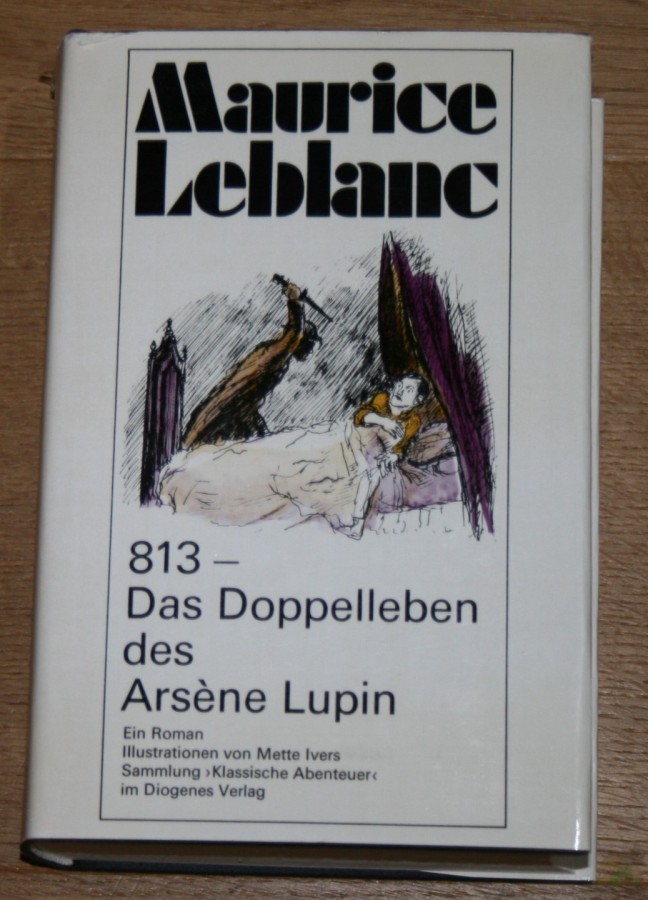 Maurice
Leblanc
813 –
Das Doppelleben
des
Arsène Lupin
Ein Roman
Illustrationen von Mette Ivers
Sammlung ›Klassische Abenteuer‹
im Diogenes Verlag